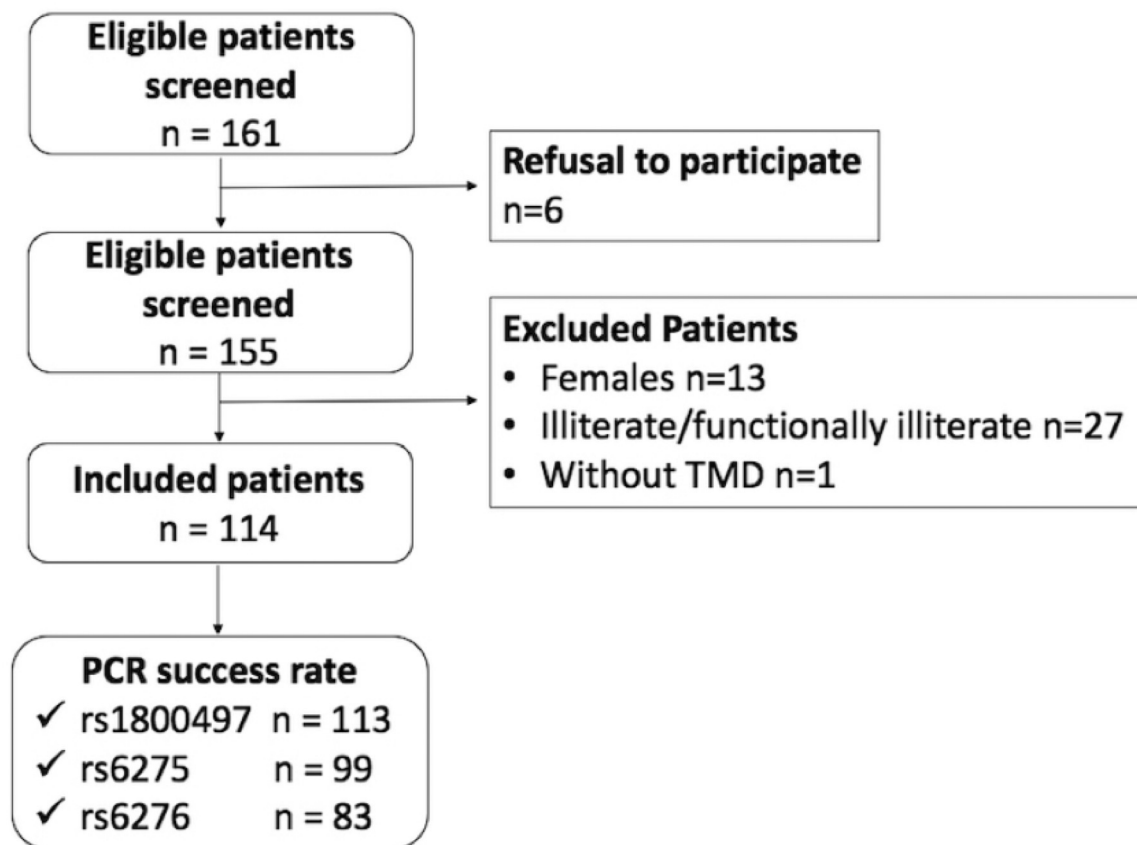 Eligible patients
screened
n = 161
Refusal to participate
n=6
Eligible patients
screened
n = 155
Excluded Patients
• Females n=13
• Illiterate/functionally illiterate n=27
• Without TMD n=1
Included patients
n = 114
PCR success rate
✓ rs1800497 n = 113
✓ rs6275 n = 99
✓ rs6276 n = 83